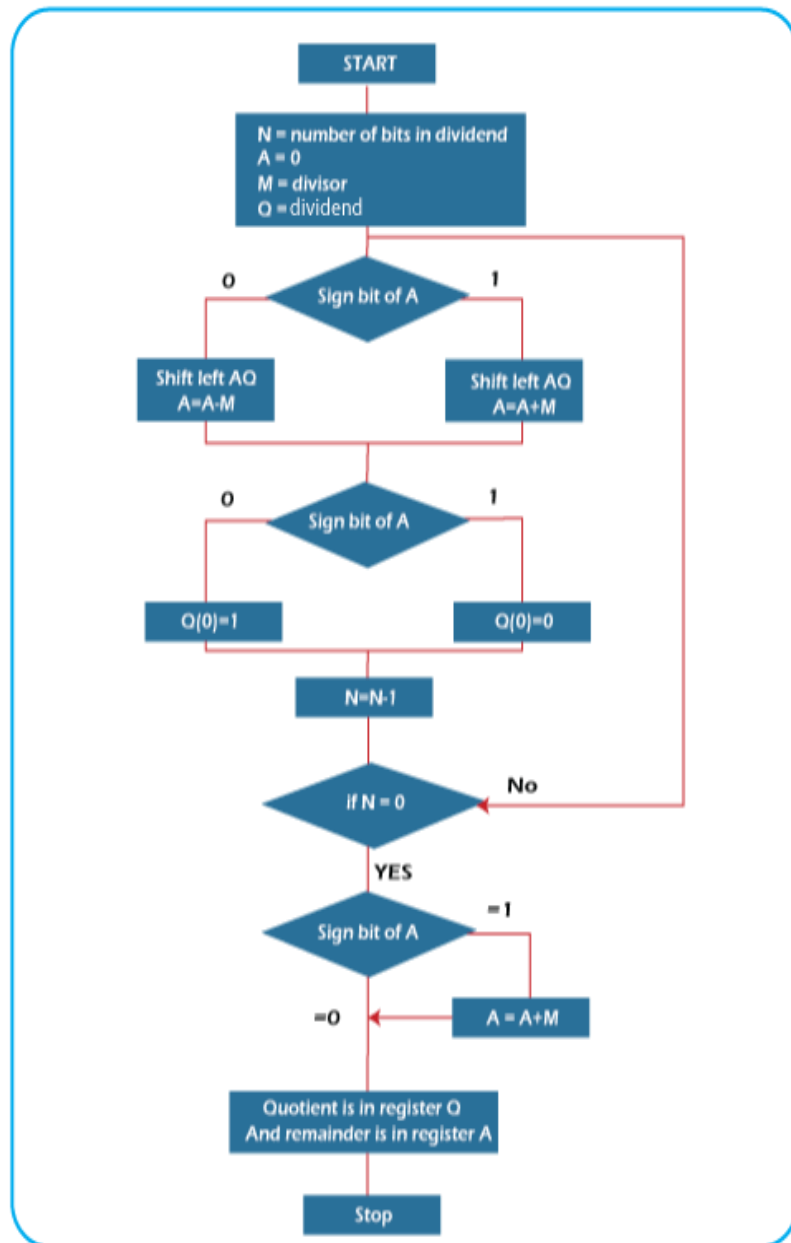 START
N = number of bits in dividend
A = 0
M = divisor
Q = dividend
0
1
Sign bit of A
Shift left AQ
A=A-M
Shift left AQ
A=A+M
0
1
Sign bit of A
Q(0)=1
Q(0)=0
N=N-1
if N = 0
No
YES
=1
Sign bit of A
=0
A = A+M
Quotient is in register Q
And remainder is in register A
Stop